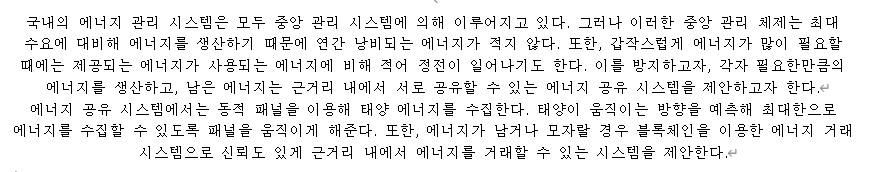 국내의 에너지 관리 시스템은 모두 중앙 관리 시스템에 의해 이루어지고 있다. 그러나 이러한 중앙 관리 체제는 최대
수요에 대비해 에너지를 생산하기 때문에 연간 낭비되는 에너지가 적지 않다. 또한, 갑작스럽게 에너지가 많이 필요할
때에는 제공되는 에너지가 사용되는 에너지에 비해 적어 정전이 일어나기도 한다. 이를 방지하고자, 각자 필요한만큼의
에너지를 생산하고, 남은 에너지는 근거리 내에서 서로 공유할 수 있는 에너지 공유 시스템을 제안하고자 한다.
에너지 공유 시스템에서는 동적 패널을 이용해 태양 에너지를 수집한다. 태양이 움직이는 방향을 예측해 최대한으로
에너지를 수집할 수 있도록 패널을 움직이게 해준다. 또한, 에너지가 남거나 모자랄 경우 블록체인을 이용한 에너지 거래
시스템으로 신뢰도 있게 근거리 내에서 에너지를 거래할 수 있는 시스템을 제안한다.